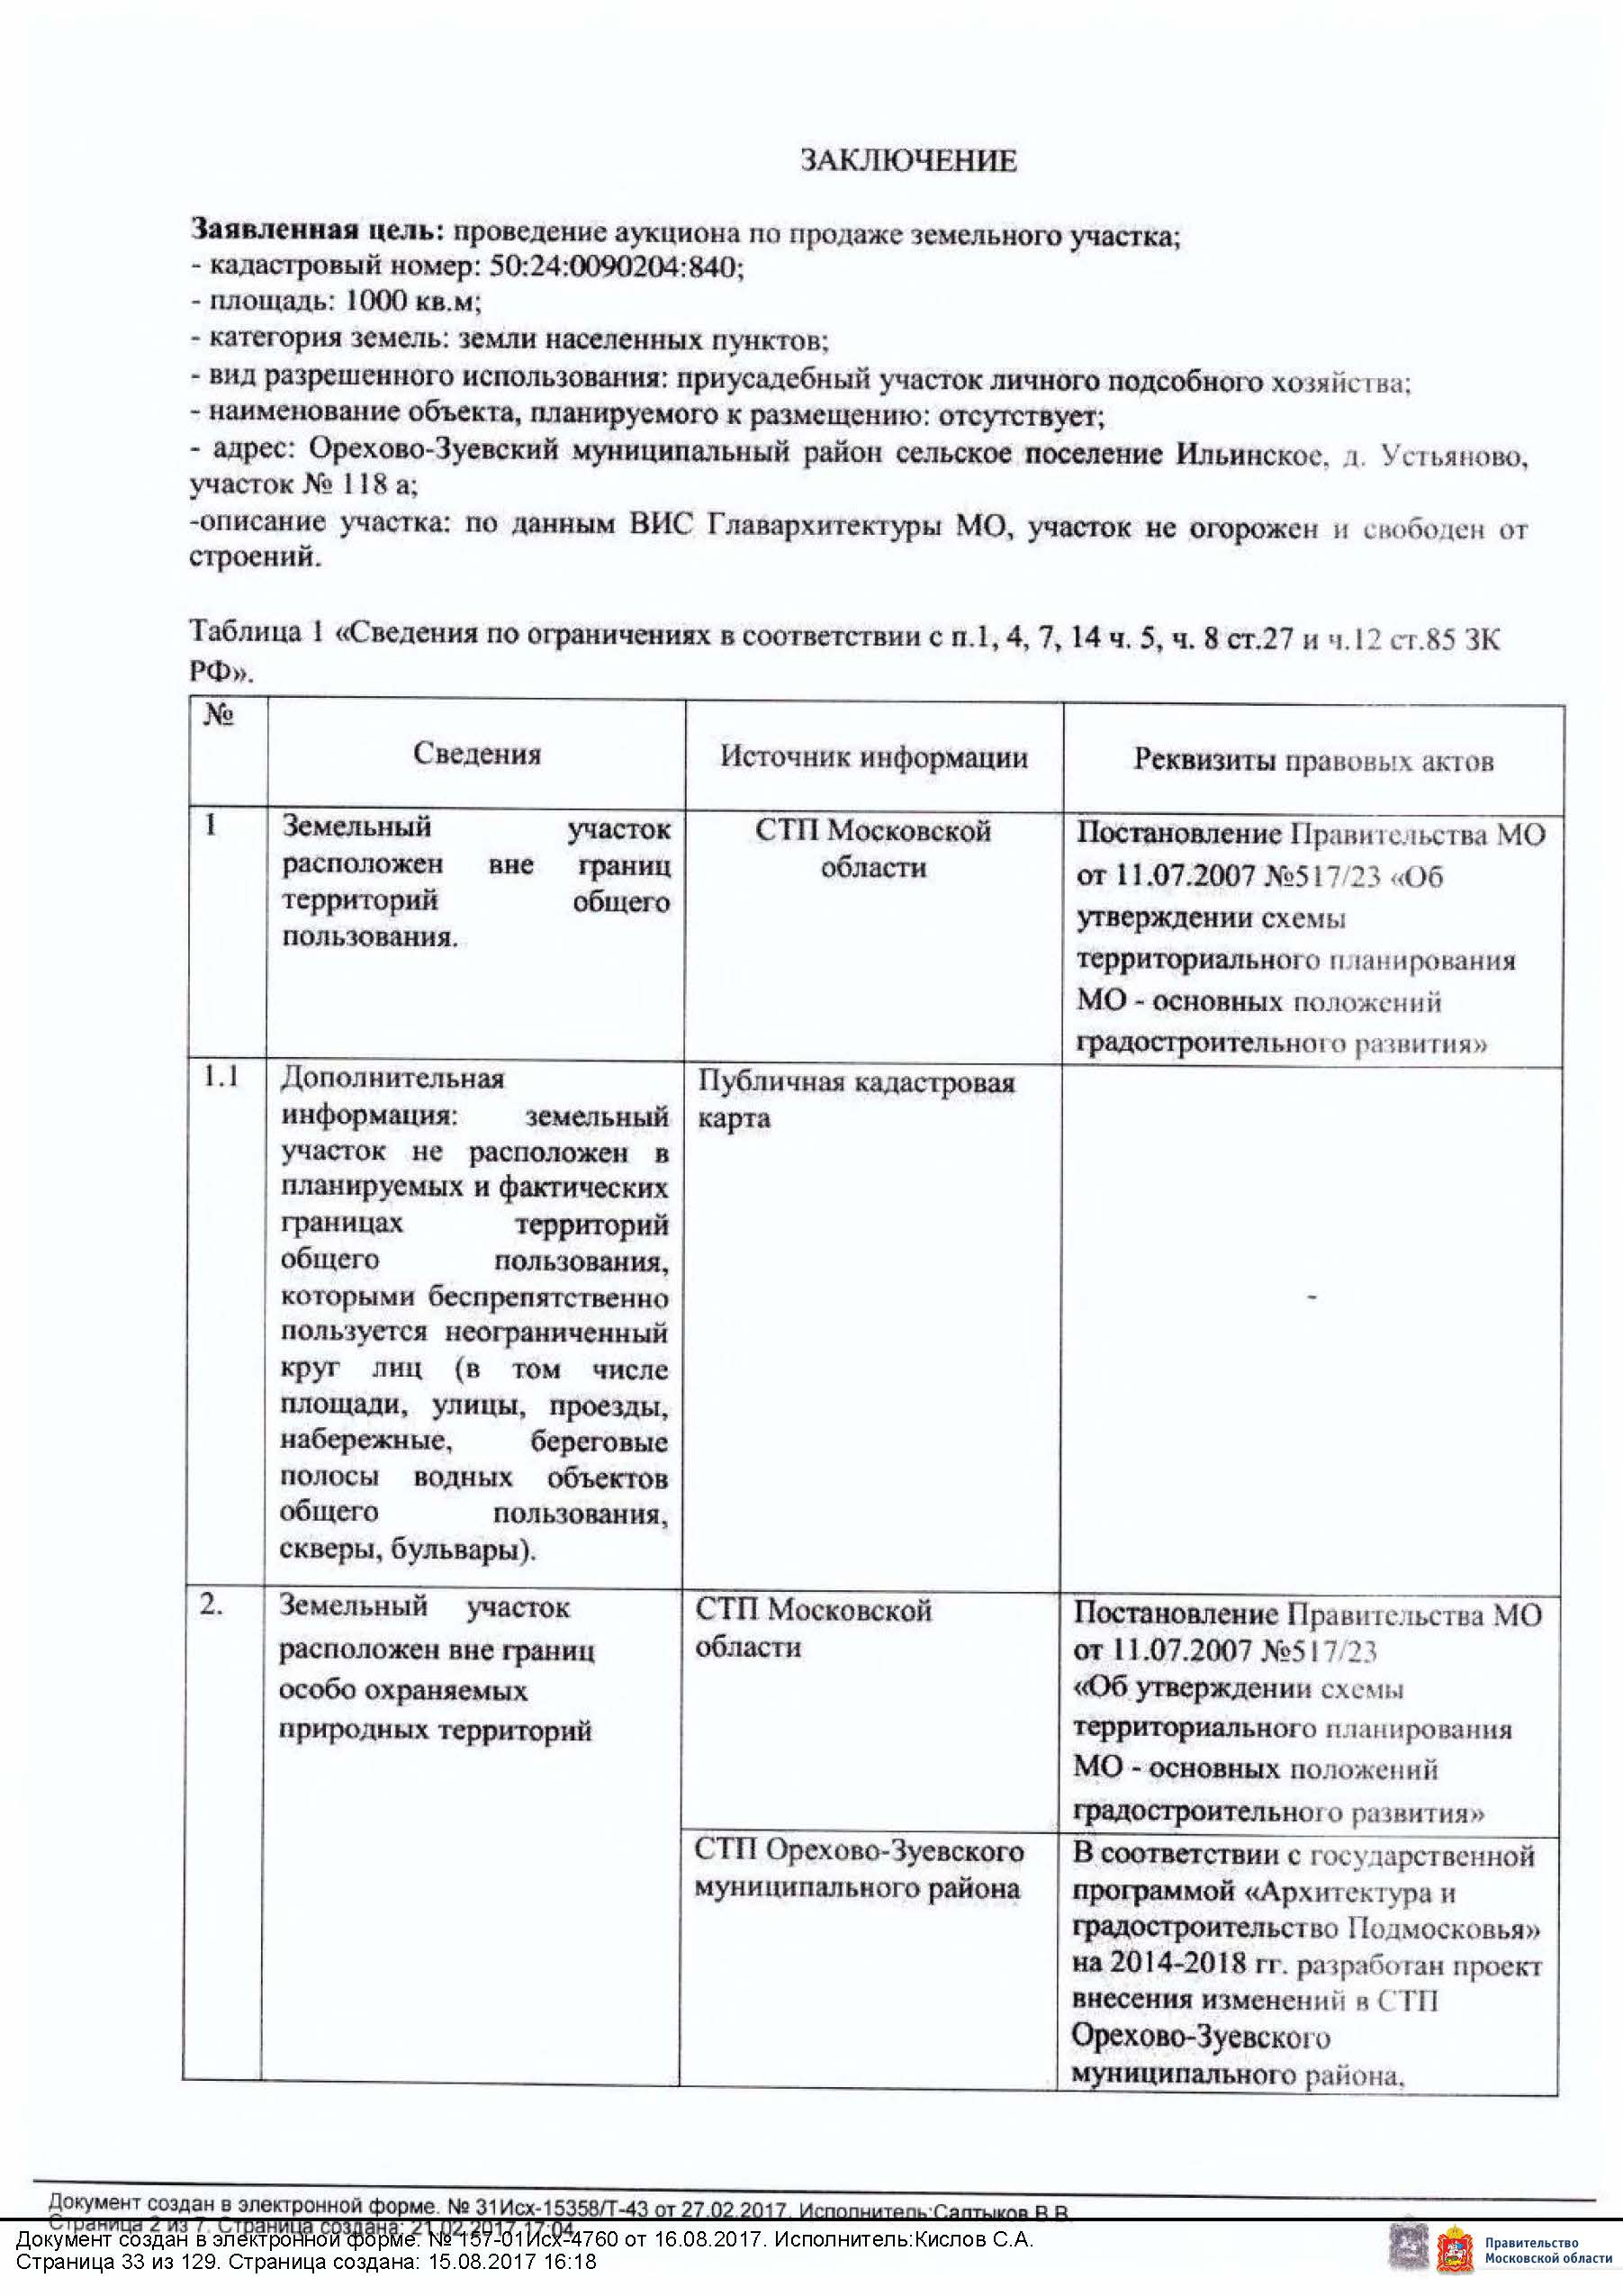 ЗАКЛЮЧЕНИЕ
Заявленная цель: проведение аукциона по продаже земельного участка;
- кадастровый номер: 50:24:0090204:840;
- площадь: 1000 кв.м;
- категория земель: земли населенных пунктов;
- вид разрешенного использования: приусадебный участок личного подсобного хозяйства;
- наименование объекта, планируемого к размещению: отсутствует;
- адрес: Орехово-Зуевский муниципальный район сельское поселение Ильинское, д. Устьяново,
участок № 118 а;
-описание участка: по данным ВИС Главархитектуры МО, участок не огорожен и свободен от
строений.
Таблица 1 «Сведения по ограничениях в соответствии с п.1, 4, 7, 14 ч. 5, ч. 8 ст.27 и ч.12 ст.85 ЗК
РФ».
№
Сведения
Источник информации
Реквизиты правовых актов
1
Земельный участок
расположен вне границ
территорий общего
пользования.
СТП Московской
области
Постановление Правительства МО
от 11.07.2007 №517/23 «Об
утверждении схемы
территориального планирования
МО - основных положений
градостроительного развития»
1.1
Дополнительная
информация: земельный
участок не расположен в
планируемых и фактических
границах территорий
общего пользования,
которыми беспрепятственно
пользуется неограниченный
круг лиц (в том числе
площади, улицы, проезды,
набережные, береговые
полосы водных объектов
общего пользования,
скверы, бульвары).
Публичная кадастровая
карта
-
2.
Земельный участок
расположен вне границ
особо охраняемых
природных территорий
СТП Московской
области
Постановление Правительства МО
от 11.07.2007 №517/23
«Об утверждении схемы
территориального планирования
МО - основных положений
градостроительного развития»
СТП Орехово-Зуевского
муниципального района
В соответствии с государственной
программой «Архитектура и
градостроительство Подмосковья»
на 2014-2018 гг. разработан проект
внесения изменений в СТП
Орехово-Зуевского
муниципального района,
Документ создан в электронной форме. № 31Исх-15358/Т-43 от 27.02.2017. Исполнитель:Салтыков В.В.
Страница 2 из 7. Страница создана: 21.02.2017 17:04
Документ создан в электронной форме. № 157-01Исх-4760 от 16.08.2017. Исполнитель:Кислов С.А.
Страница 33 из 129. Страница создана: 15.08.2017 16:18
Правительство
Московской области